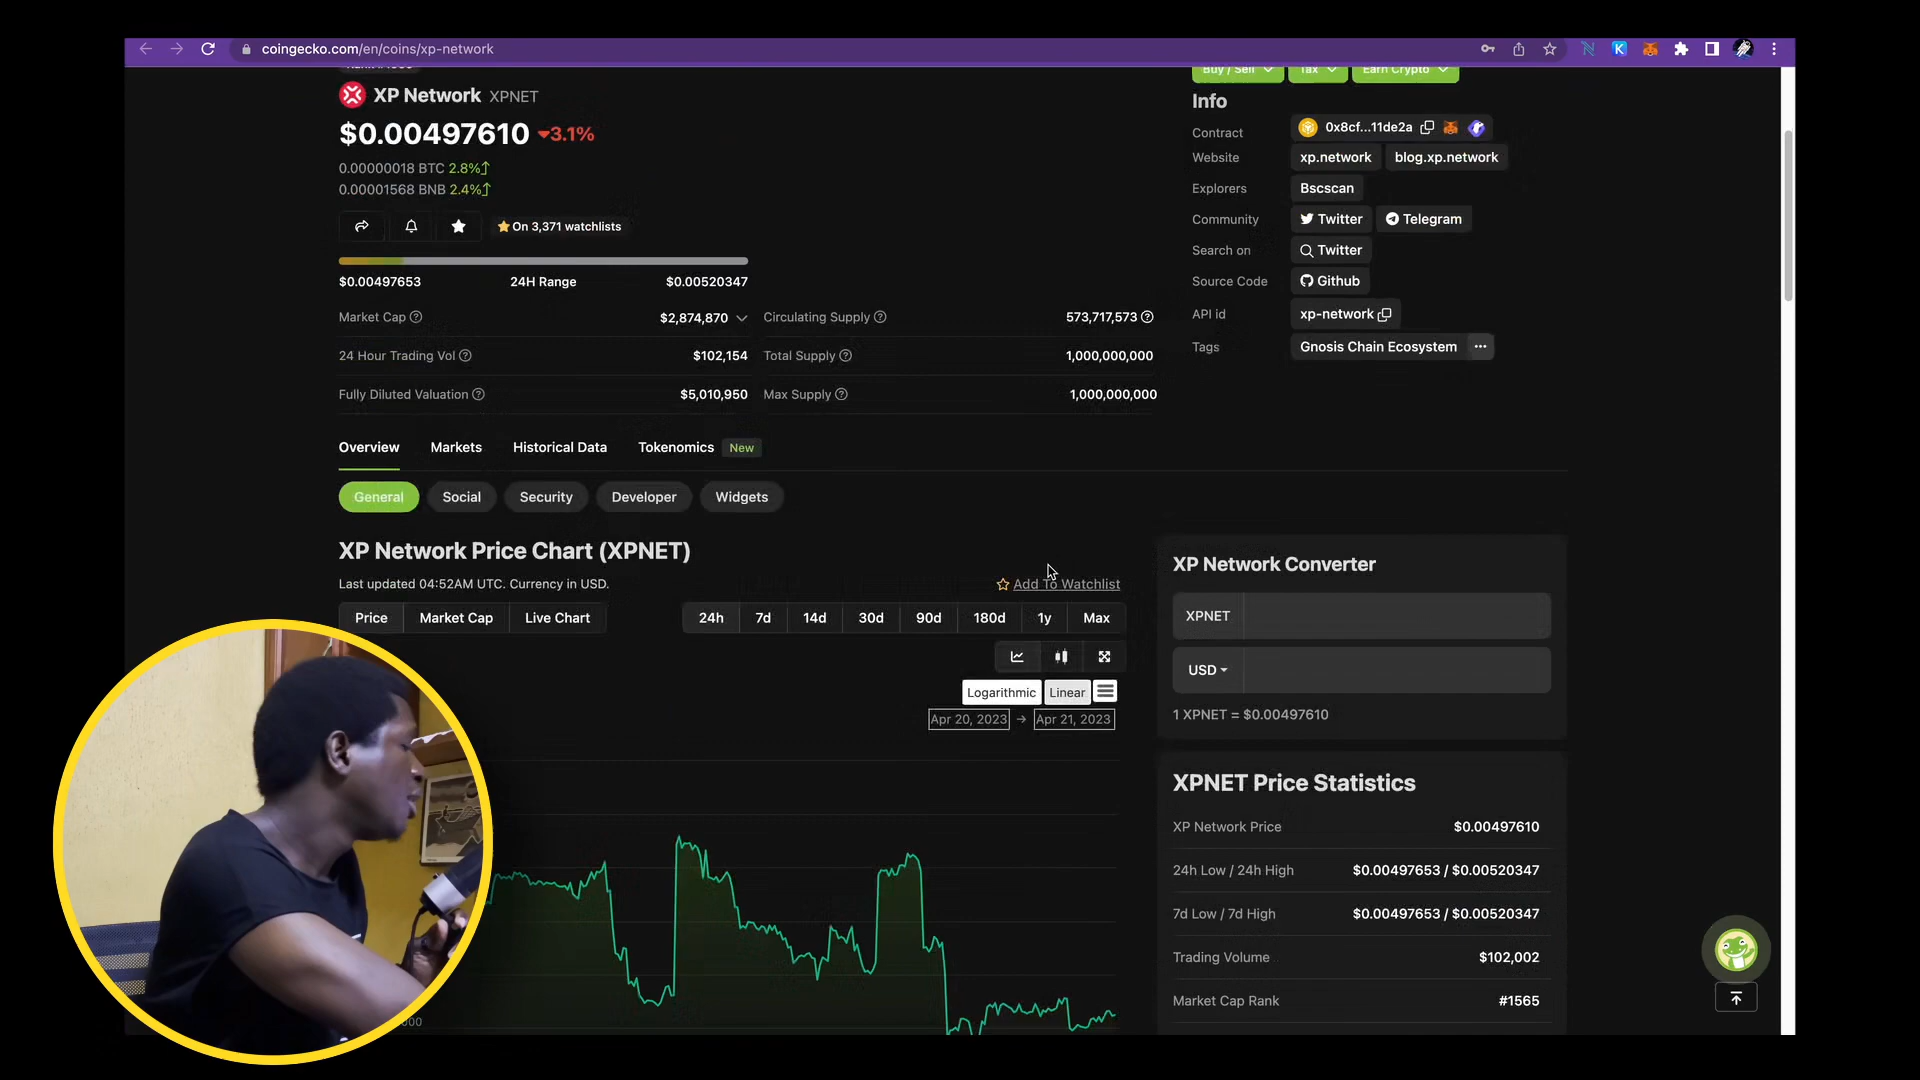 coingecko.com/en/coins/xp-network
Buy / Sell
Tax
Earn Crypto
XP Network XPNET
$0.00497610 3.1%
0.00000018 BTC 2.8%
0.00001568 BNB 2.4%
On 3,371 watchlists
$0.00497653 24H Range $0.00520347
Market Cap $2,874,870
Circulating Supply 573,717,573
24 Hour Trading Vol $102,154
Total Supply 1,000,000,000
Fully Diluted Valuation $5,010,950
Max Supply 1,000,000,000
Info
Contract 0x8cf...11de2a
Website xp.network blog.xp.network
Explorers Bscscan
Community Twitter Telegram
Search on Twitter
Source Code Github
API id xp-network
Tags Gnosis Chain Ecosystem ...
Overview Markets Historical Data Tokenomics New
General Social Security Developer Widgets
XP Network Price Chart (XPNET)
Last updated 04:52AM UTC. Currency in USD.
Add To Watchlist
Price Market Cap Live Chart
24h 7d 14d 30d 90d 180d 1y Max
Logarithmic Linear
Apr 20, 2023 → Apr 21, 2023
XP Network Converter
XPNET
USD
1 XPNET = $0.00497610
XPNET Price Statistics
XP Network Price $0.00497610
24h Low / 24h High $0.00497653 / $0.00520347
7d Low / 7d High $0.00497653 / $0.00520347
Trading Volume $102,002
Market Cap Rank #1565